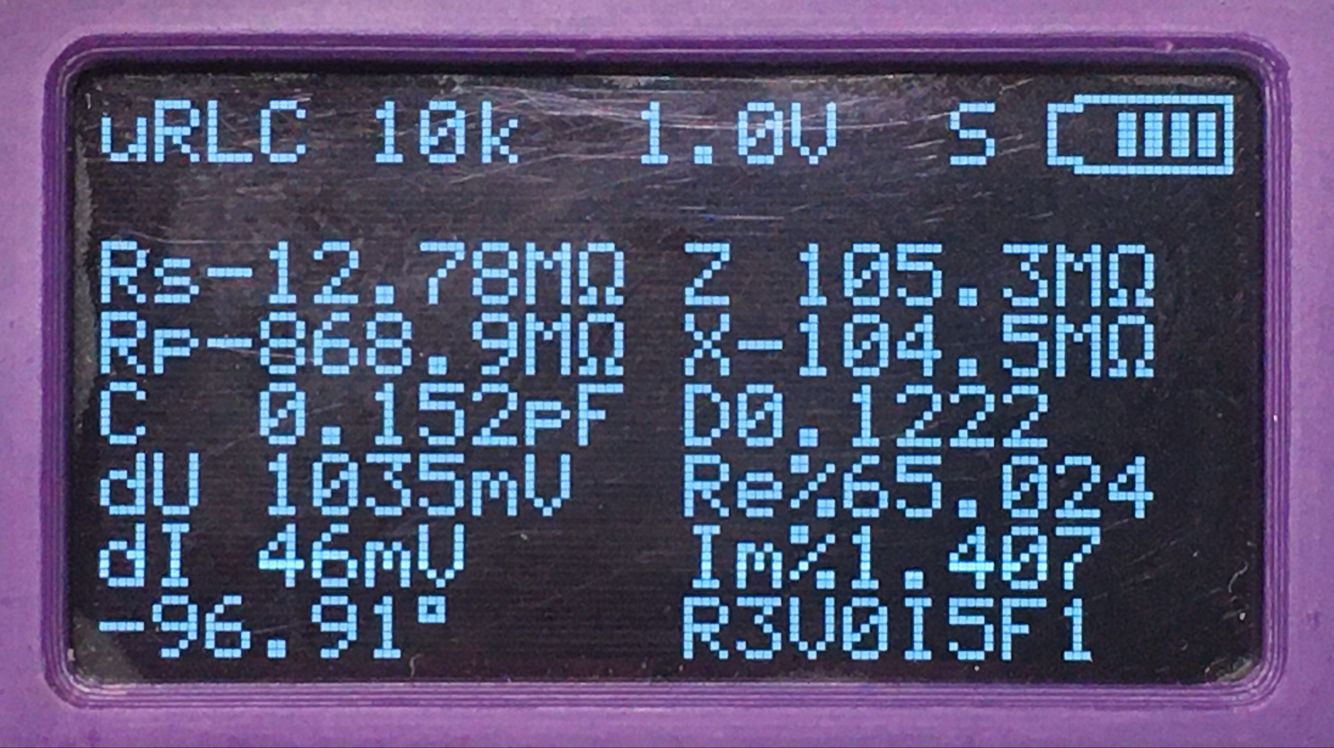 uRLC 10k 1.0V S
Rs-12.78MΩ Z 105.3MΩ
Rp-868.9MΩ X-104.5MΩ
C 0.152pF D0.1222
dU 1035mV Re%65.024
dI 46mV Im%1.407
-96.91° R3V0I5F1